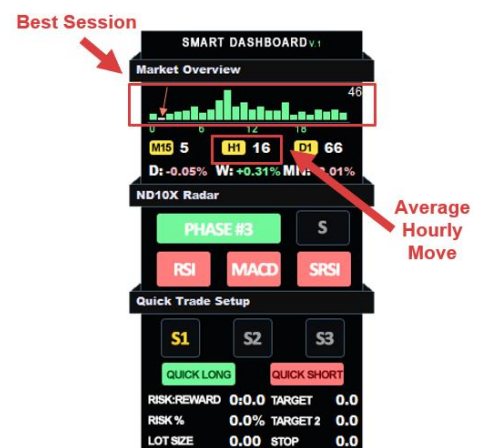 Best Session
SMART DASHBOARD V.1
Market Overview
46
0 6 12 18
M15 5 H1 16 D1 66
D: -0.05% W: +0.31% MN: -0.01%
ND10X Radar
PHASE #3 S
Average
Hourly
Move
RSI MACD SRSI
Quick Trade Setup
S1 S2 S3
QUICK LONG QUICK SHORT
RISK:REWARD 0:0.0 TARGET 0.0
RISK % 0.0% TARGET 2 0.0
LOT SIZE 0.00 STOP 0.0